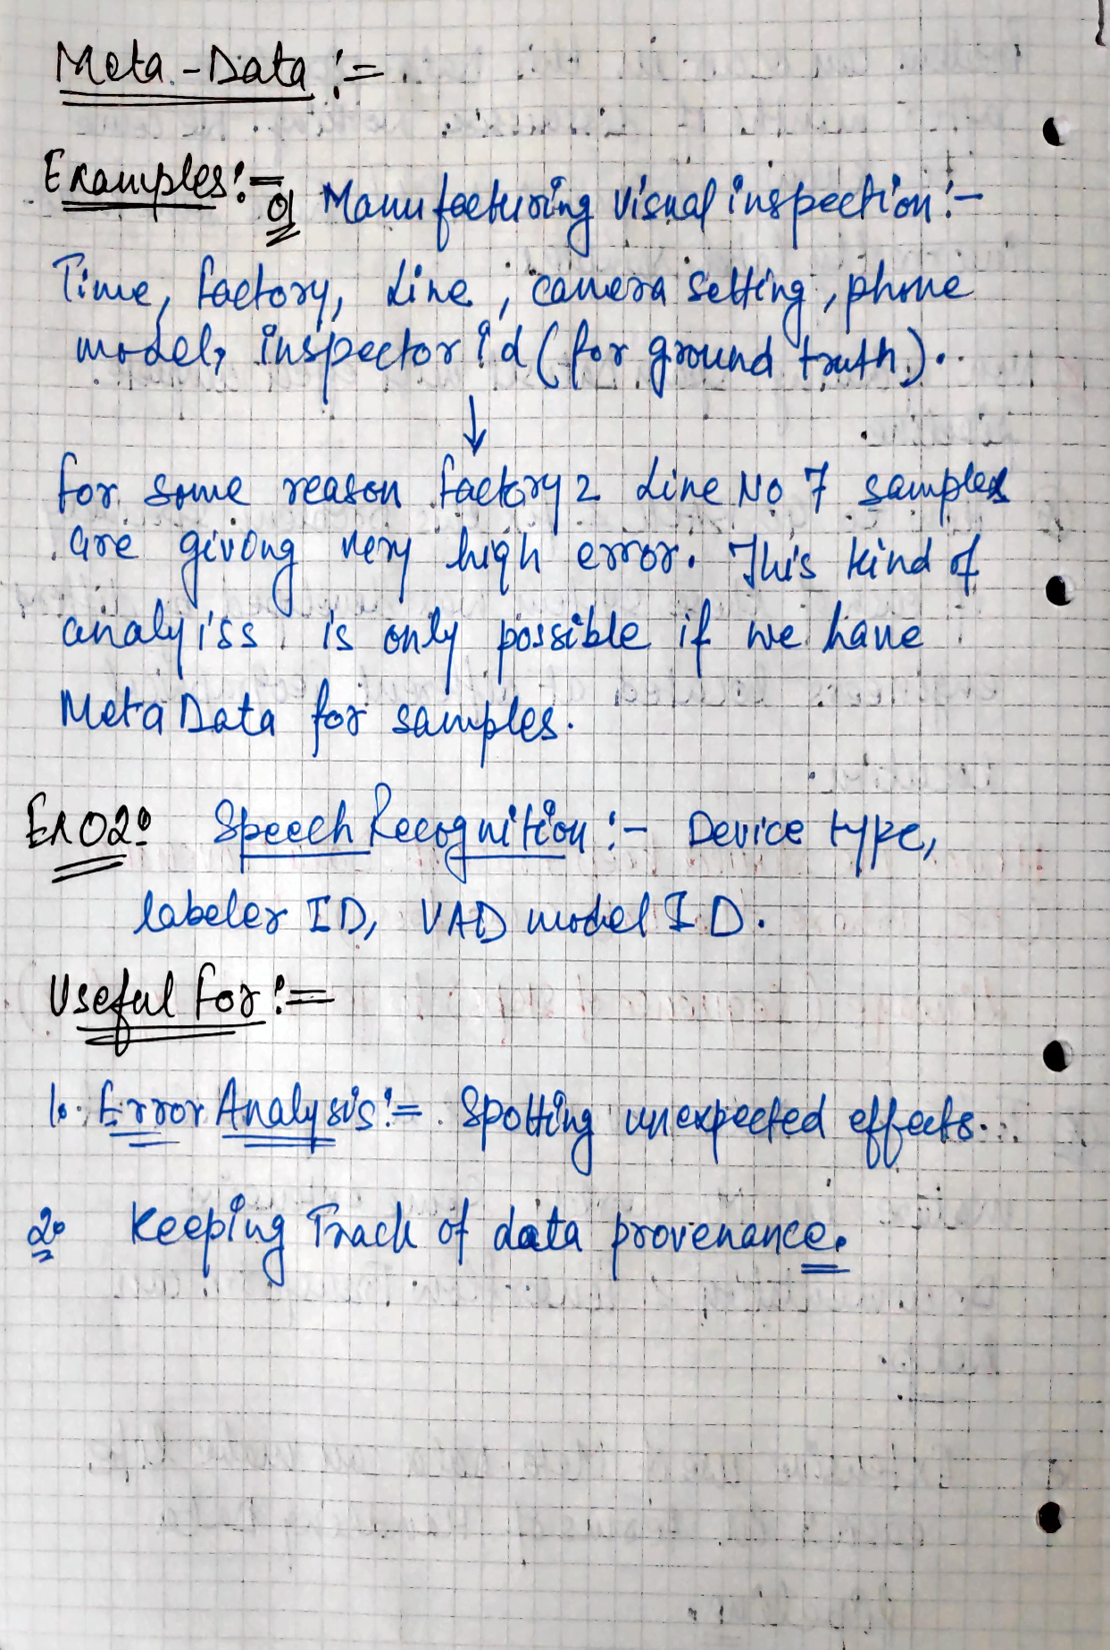 Meta-Data :=
Examples:= 01 Manufacturing visual inspection:-
Time, factory, Line, camera setting, phone
model, inspector id (for ground truth).
↓
for some reason factory 2 Line No 7 samples
are giving very high error. This kind of
analyiss is only possible if we have
Meta Data for samples.
Ex 02: Speech Recognition:- Device type,
labeler ID, VAD model ID.
Useful for:=
1. Error Analysis:= Spotting unexpected effects.
2. Keeping Track of data provenance.